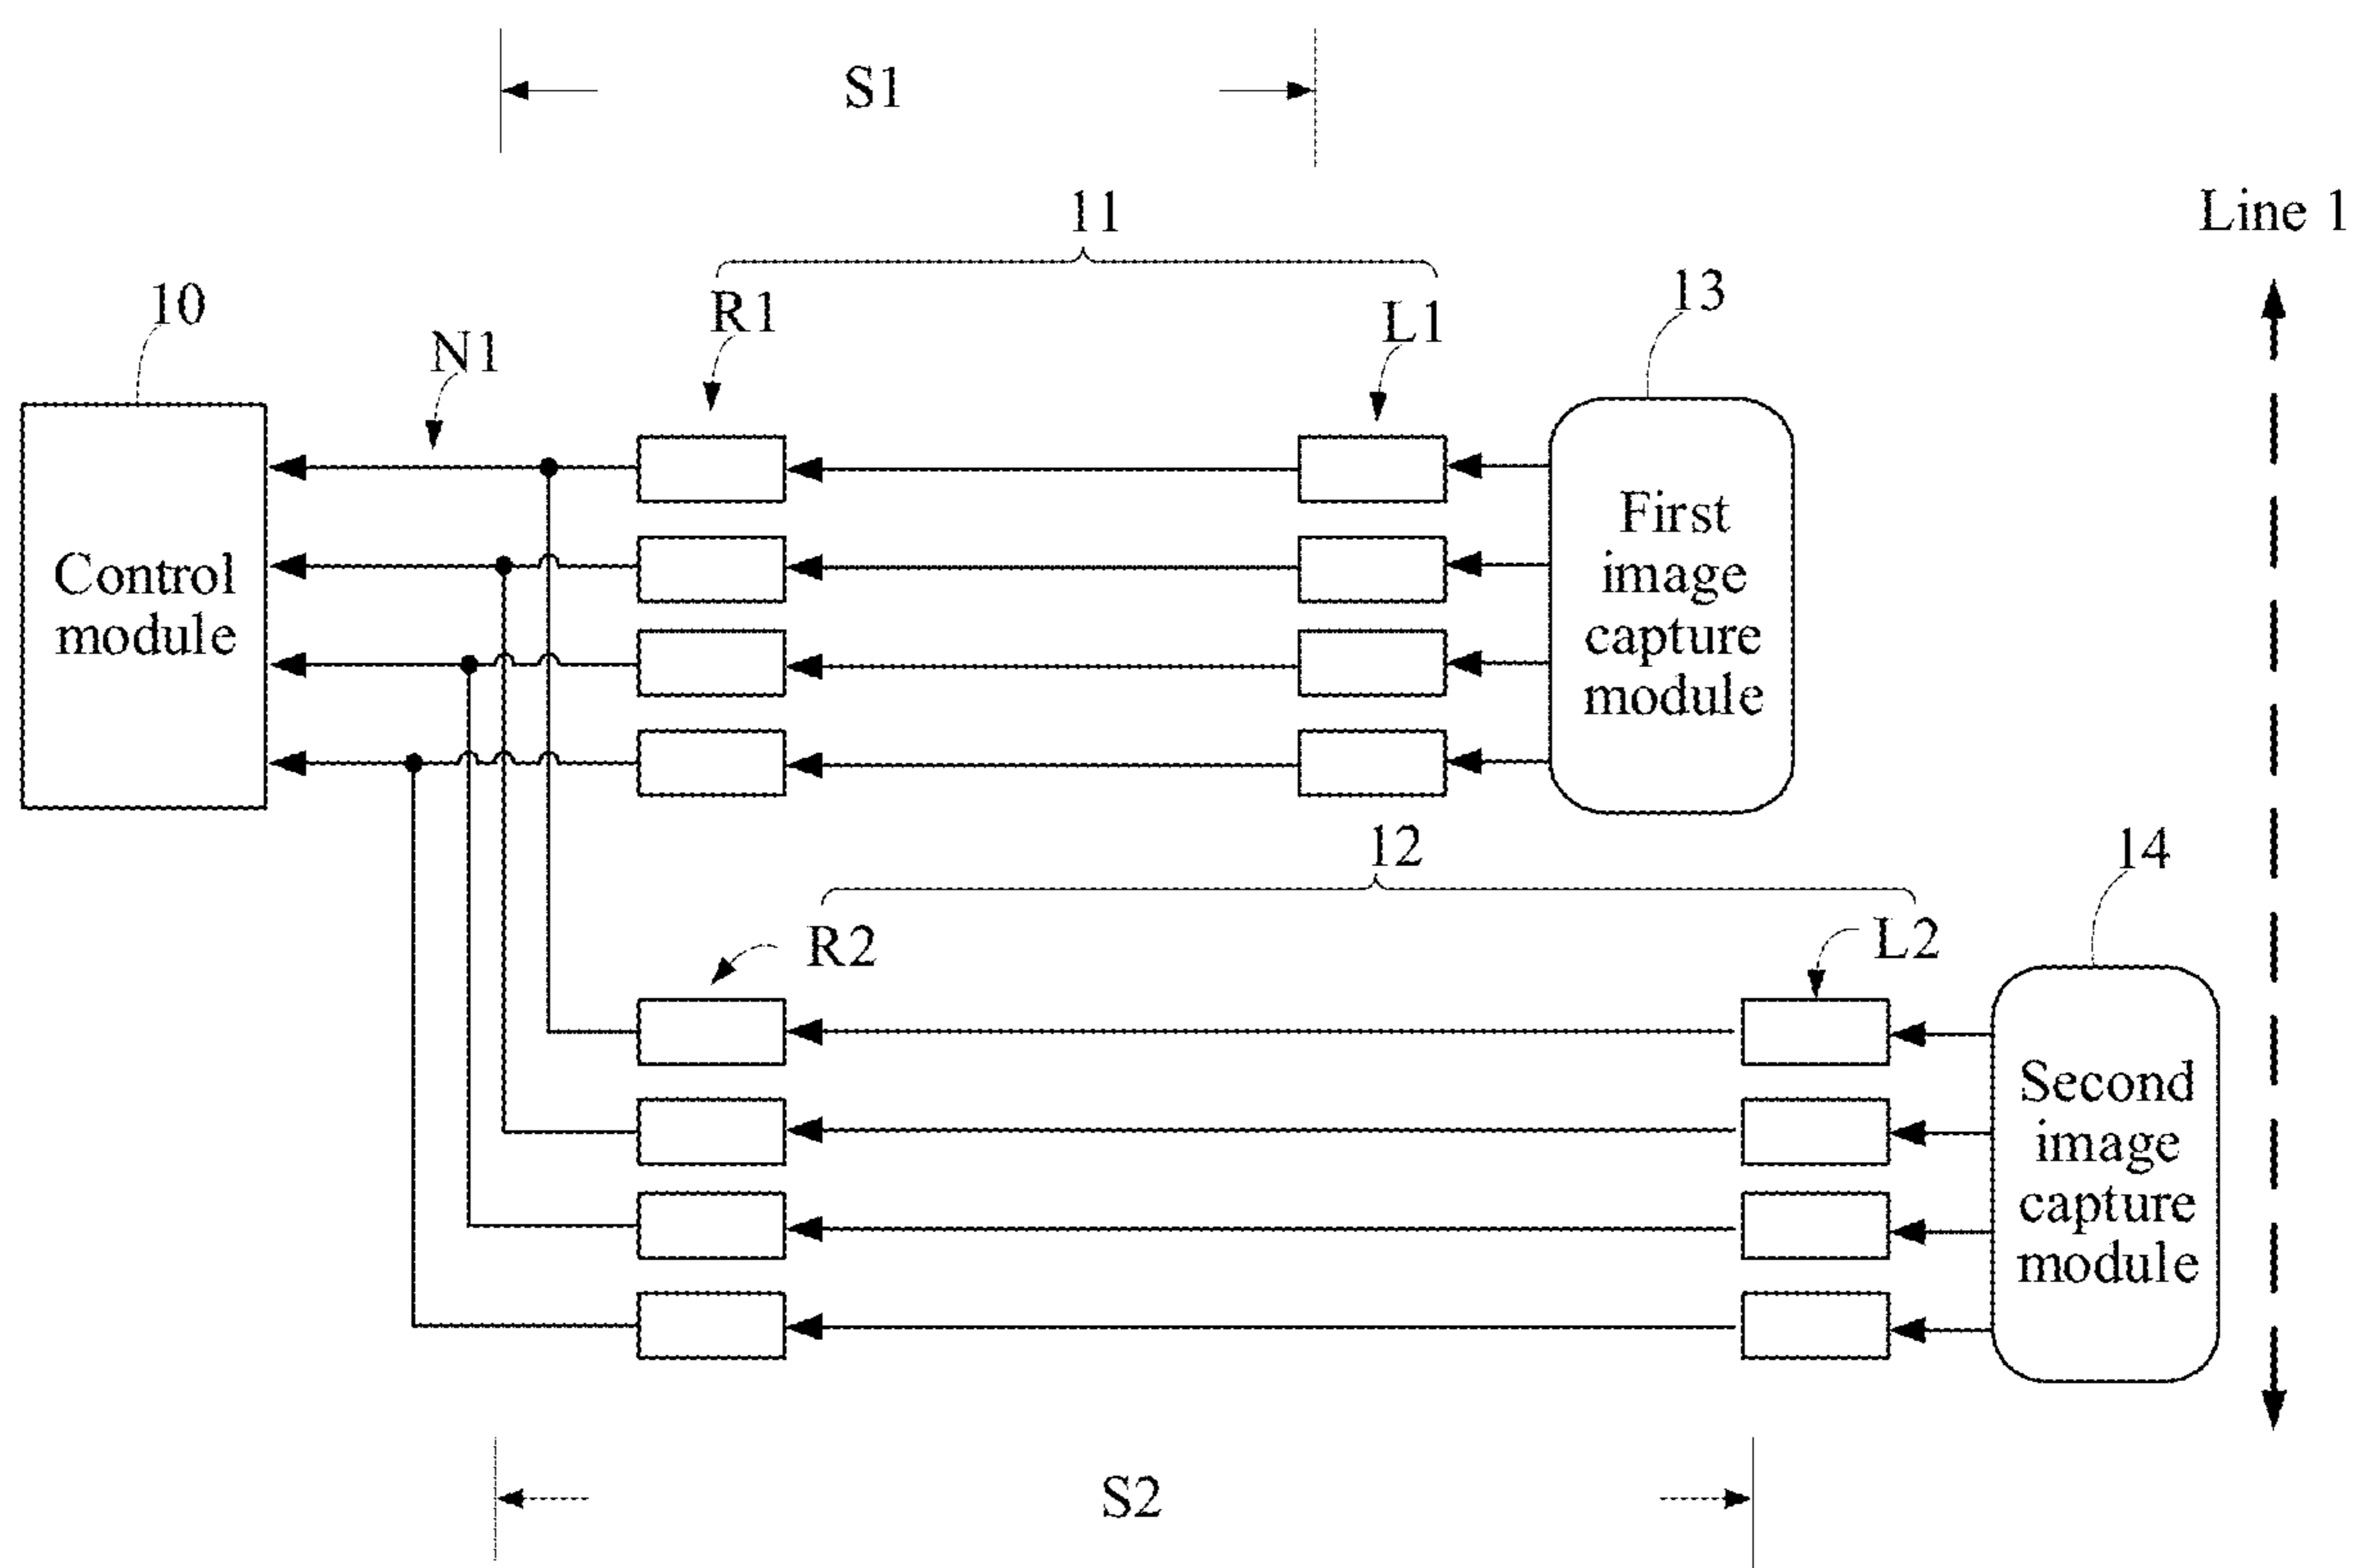 S1
Line 1
11
10
R1
L1
13
N1
Control
module
First
image
capture
module
12
14
R2
L2
Second
image
capture
module
S2